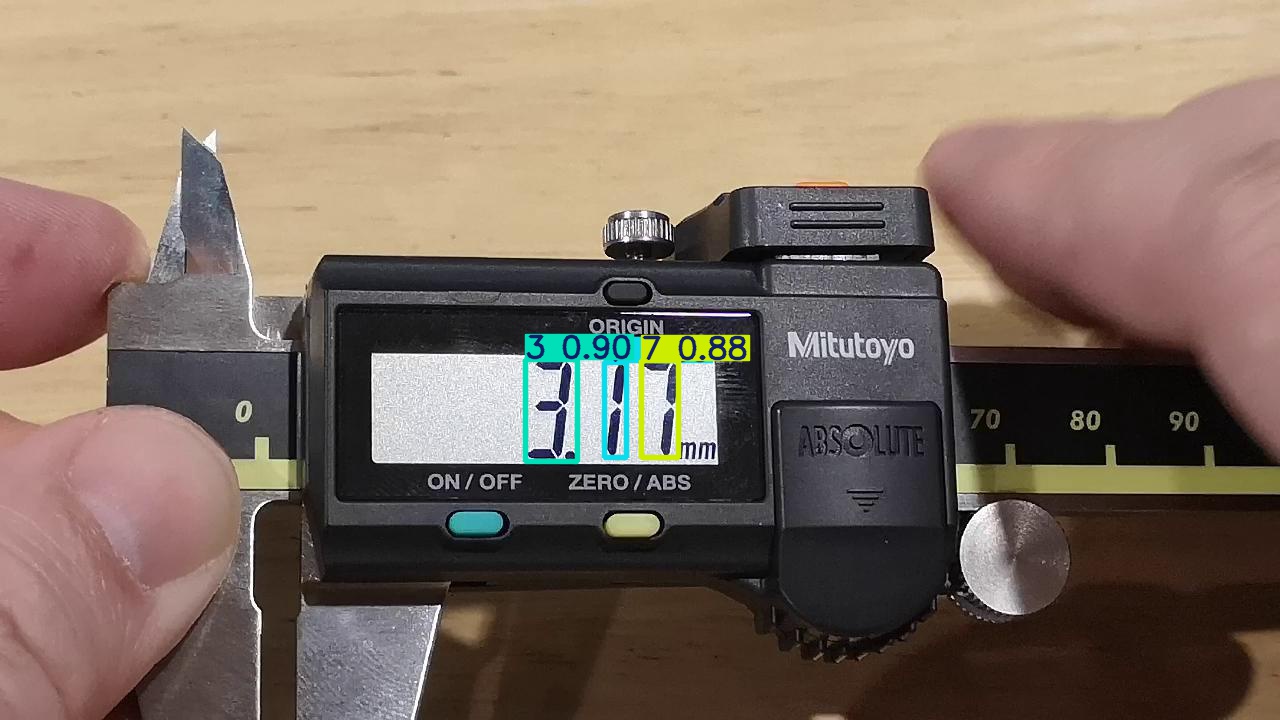 ORIGIN
3 0.90 7 0.88
Mitutoyo
3.17 mm
ABSOLUTE
0
70 80 90
ON / OFF ZERO / ABS